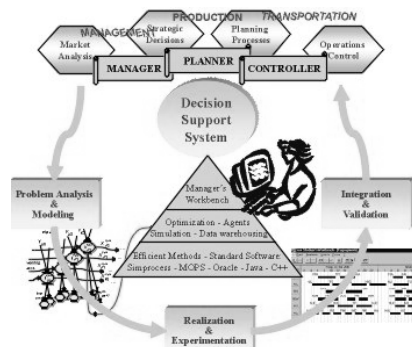 PRODUCTION
TRANSPORTATION
MANAGEMENT
Market
Analysis
Strategic
Decisions
Planning
Processes
Operations
Control
MANAGER
PLANNER
CONTROLLER
Decision
Support
System
Manager's
Workbench
Problem Analysis
&
Modeling
Optimization - Agents
Simulation - Data warehousing
Integration
&
Validation
Efficient Methods - Standard Software
Simprocess - MOPS - Oracle - Java - C++
Realization
&
Experimentation